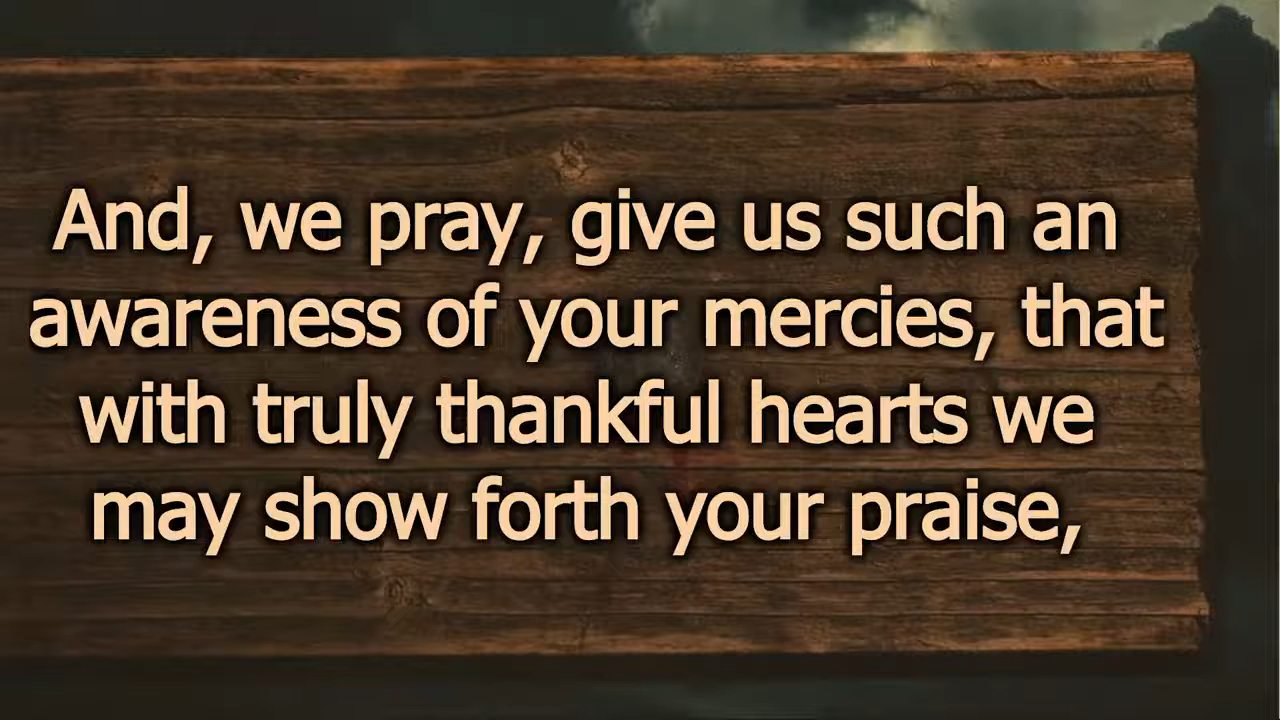 And, we pray, give us such an
awareness of your mercies, that
with truly thankful hearts we
may show forth your praise,